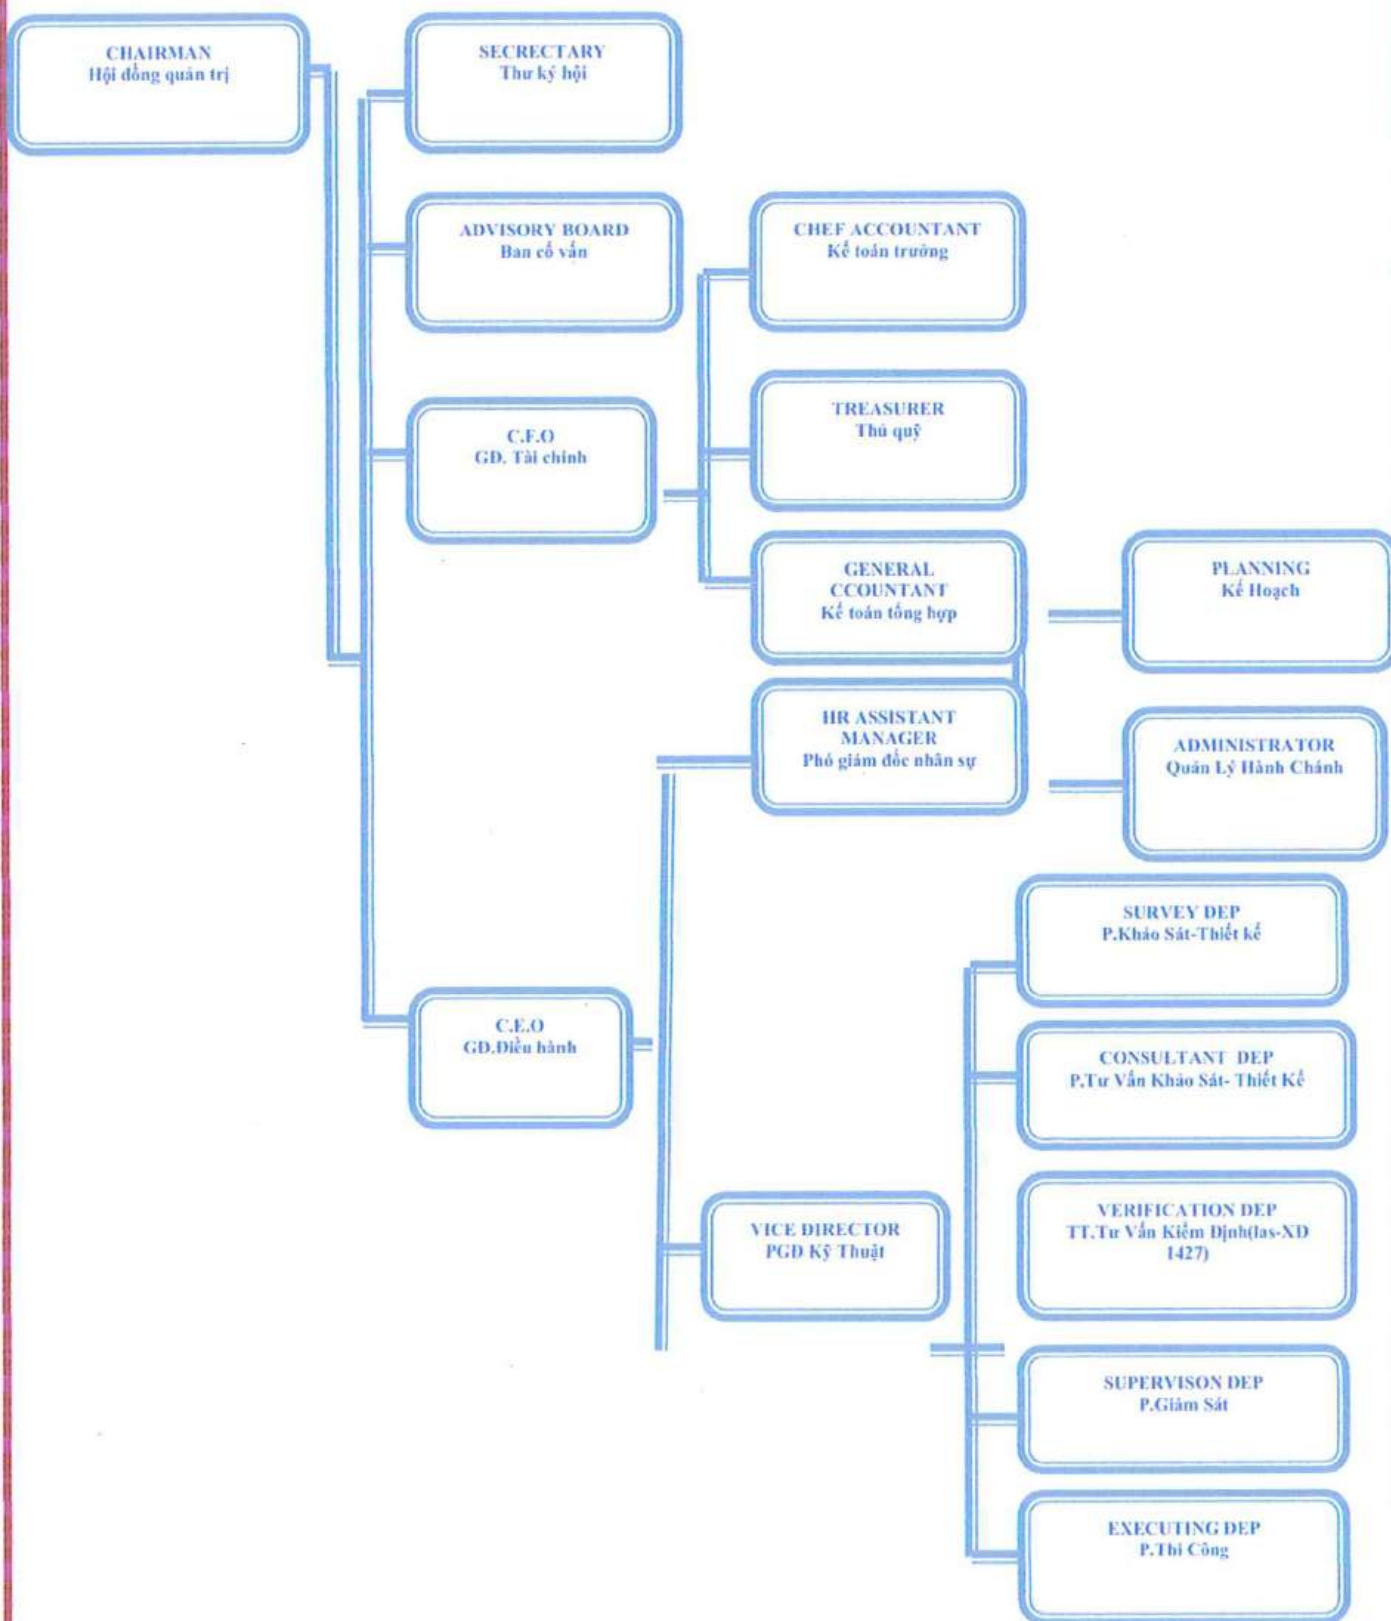 CHAIRMAN
Hội đồng quản trị
SECRECTARY
Thư ký hội
ADVISORY BOARD
Ban cố vấn
CHEF ACCOUNTANT
Kế toán trưởng
C.F.O
GĐ. Tài chính
TREASURER
Thủ quỹ
GENERAL
CCOUNTANT
Kế toán tổng hợp
PLANNING
Kế Hoạch
HR ASSISTANT
MANAGER
Phó giám đốc nhân sự
ADMINISTRATOR
Quản Lý Hành Chánh
C.E.O
GĐ.Điều hành
VICE DIRECTOR
PGĐ Kỹ Thuật
SURVEY DEP
P.Khảo Sát-Thiết kế
CONSULTANT DEP
P.Tư Vấn Khảo Sát- Thiết Kế
VERIFICATION DEP
TT.Tư Vấn Kiểm Định(las-XD
1427)
SUPERVISON DEP
P.Giám Sát
EXECUTING DEP
P.Thi Công